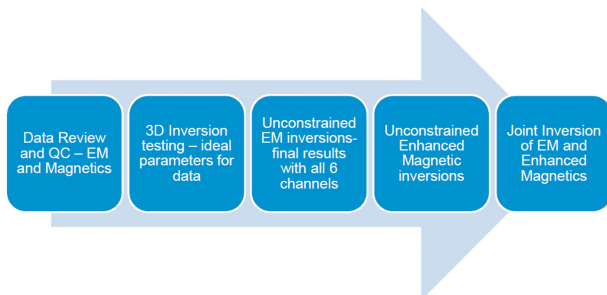 Data Review
and QC – EM
and Magnetics
3D Inversion
testing – ideal
parameters for
data
Unconstrained
EM inversions-
final results
with all 6
channels
Unconstrained
Enhanced
Magnetic
inversions
Joint Inversion
of EM and
Enhanced
Magnetics